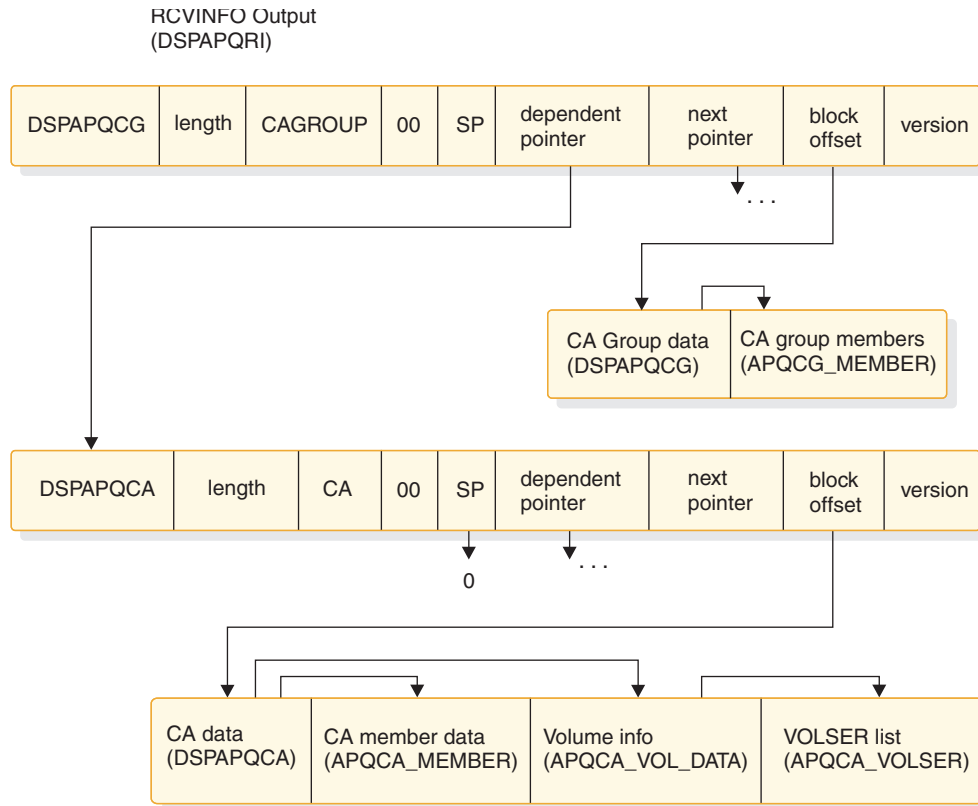 RCVINFO Output
(DSPAPQRI)
DSPAPQCG length CAGROUP 00 SP dependent pointer next pointer block offset version
. . .
CA Group data
(DSPAPQCG)
CA group members
(APQCG_MEMBER)
DSPAPQCA length CA 00 SP dependent pointer next pointer block offset version
0
. . .
CA data
(DSPAPQCA)
CA member data
(APQCA_MEMBER)
Volume info
(APQCA_VOL_DATA)
VOLSER list
(APQCA_VOLSER)